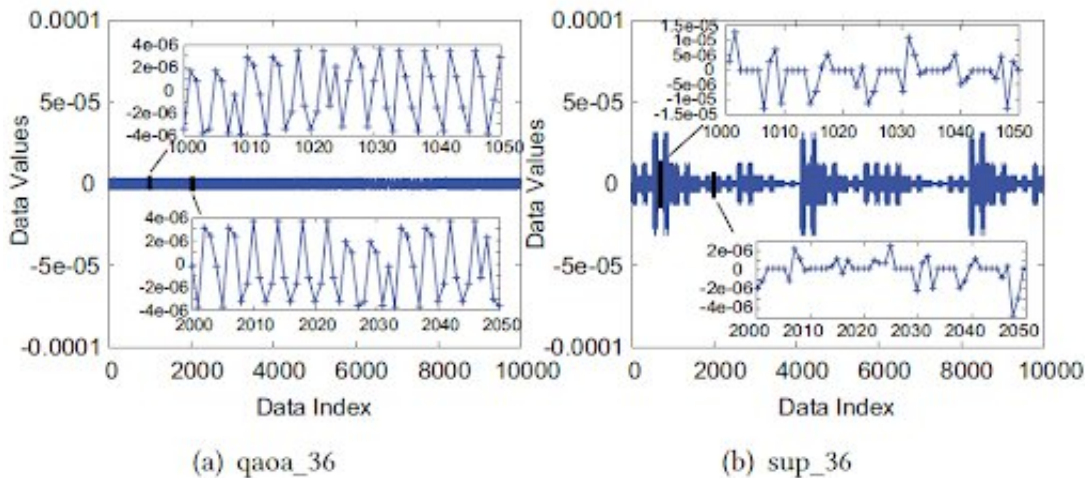 0.0001
5e-05
0
-5e-05
-0.0001
Data Values
4e-06
2e-06
0
-2e-06
-4e-06
1000 1010 1020 1030 1040 1050
4e-06
2e-06
0
-2e-06
-4e-06
2000 2010 2020 2030 2040 2050
0 2000 4000 6000 8000 10000
Data Index
(a) qaoa_36
0.0001
5e-05
0
-5e-05
-0.0001
Data Values
1.5e-05
1e-05
5e-06
0
-5e-06
-1e-05
-1.5e-05
1000 1010 1020 1030 1040 1050
2e-06
0
-2e-06
-4e-06
2000 2010 2020 2030 2040 2050
0 2000 4000 6000 8000 10000
Data Index
(b) sup_36